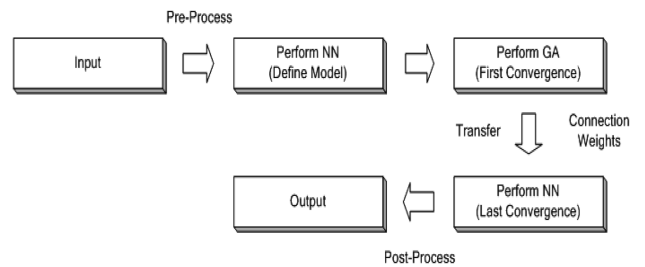 Pre-Process
Input
Perform NN
(Define Model)
Perform GA
(First Convergence)
Transfer
Connection
Weights
Perform NN
(Last Convergence)
Output
Post-Process